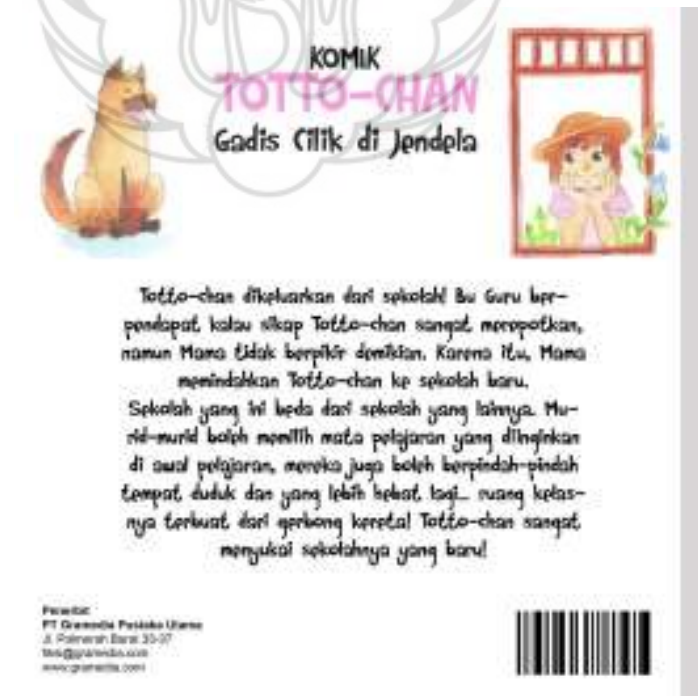 KOMIK
TOTTO-CHAN
Gadis Cilik di Jendela
Totto-chan dikeluarkan dari sekolah! Bu Guru ber-
pendapat kalau sikap Totto-chan sangat merepotkan,
namun Mama tidak berpikir demikian. Karena itu, Mama
memindahkan Totto-chan ke sekolah baru.
Sekolah yang ini beda dari sekolah yang lainnya. Mu-
rid-murid boleh memilih mata pelajaran yang diinginkan
di awal pelajaran, mereka juga boleh berpindah-pindah
tempat duduk dan yang lebih hebat lagi... ruang kelas-
nya terbuat dari gerbong kereta! Totto-chan sangat
menyukai sekolahnya yang baru!
Penerbit:
PT Gramedia Pustaka Utama
Jl. Palmerah Barat
www.gramedia.com